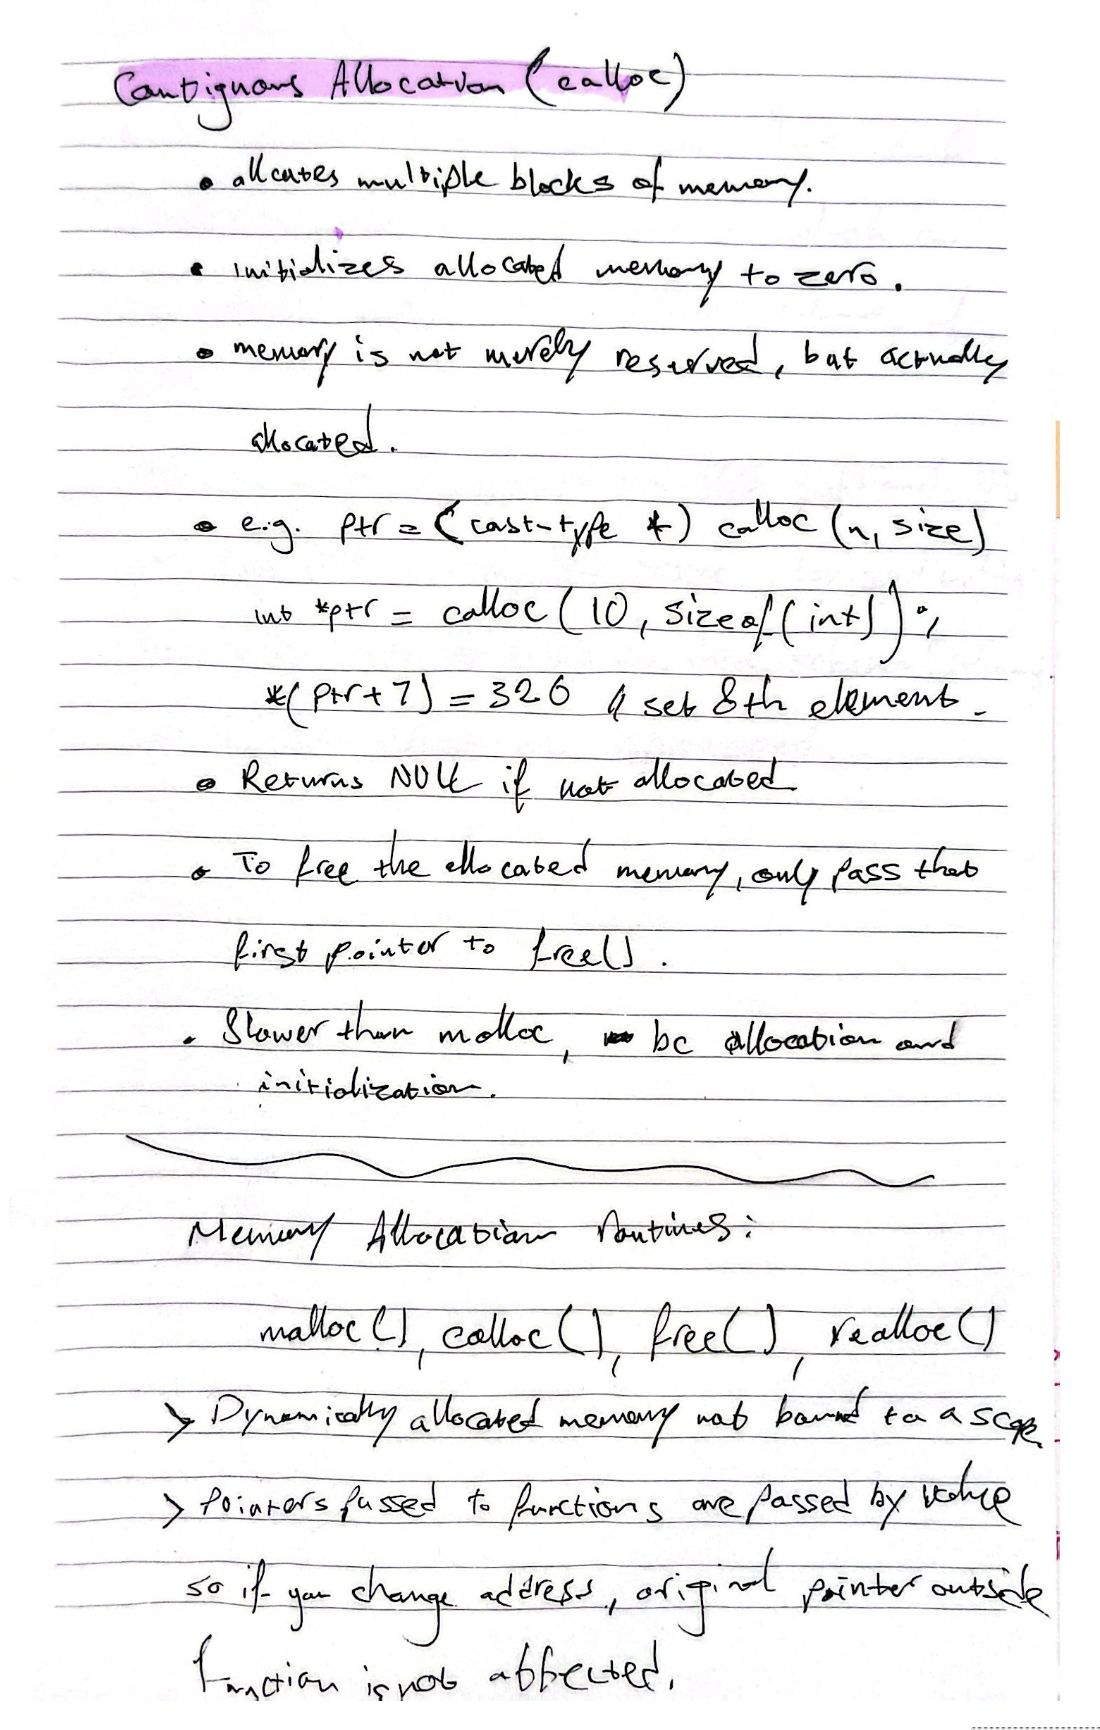 Contiguous Allocation (calloc)
• allcates multiple blocks of memory.
• initializes allocated memory to zero.
• memory is not merely reserved, but actually
allocated.
• e.g. ptr = (cast-type *) calloc (n, size)
int *ptr = calloc(10, sizeof(int));
*(ptr+7) = 326 // set 8th element.
• Returns NULL if not allocated
• To free the allocated memory, only pass that
first pointer to free().
• Slower than malloc, bc allocation and
initialization.
Memory Allocation Routines:
malloc(), calloc(), free(), realloc()
> Dynamically allocated memory not bound to a scope.
> Pointers passed to functions are passed by value
so if you change address, original pointer outside
function is not affected.